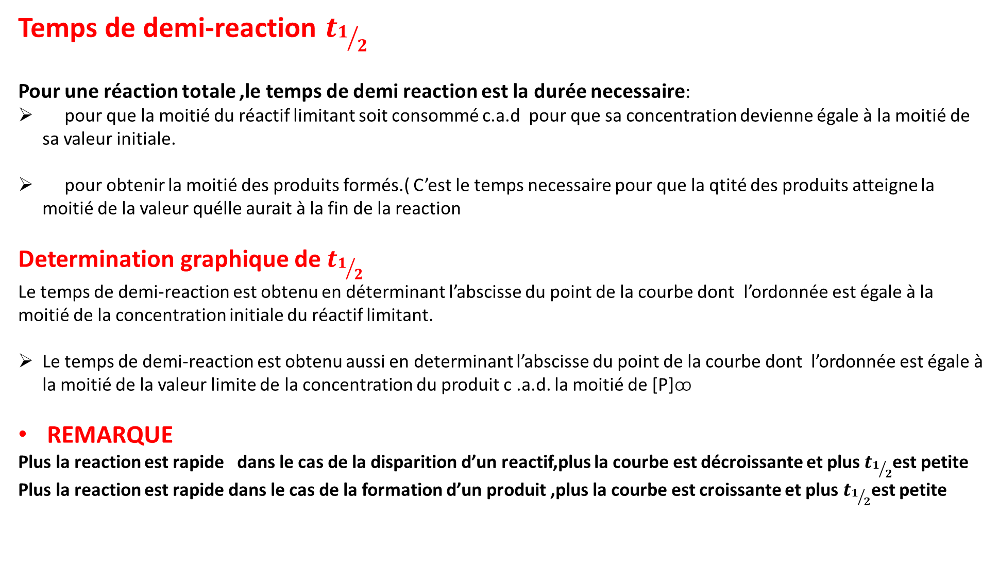 Temps de demi-reaction t1/2
Pour une réaction totale ,le temps de demi reaction est la durée necessaire:
➢ pour que la moitié du réactif limitant soit consommé c.a.d pour que sa concentration devienne égale à la moitié de
sa valeur initiale.
➢ pour obtenir la moitié des produits formés.( C’est le temps necessaire pour que la qtité des produits atteigne la
moitié de la valeur quélle aurait à la fin de la reaction
Determination graphique de t1/2
Le temps de demi-reaction est obtenu en déterminant l’abscisse du point de la courbe dont l’ordonnée est égale à la
moitié de la concentration initiale du réactif limitant.
➢ Le temps de demi-reaction est obtenu aussi en determinant l’abscisse du point de la courbe dont l’ordonnée est égale à
la moitié de la valeur limite de la concentration du produit c .a.d. la moitié de [P]∞
• REMARQUE
Plus la reaction est rapide dans le cas de la disparition d’un reactif,plus la courbe est décroissante et plus t1/2 est petite
Plus la reaction est rapide dans le cas de la formation d’un produit ,plus la courbe est croissante et plus t1/2 est petite